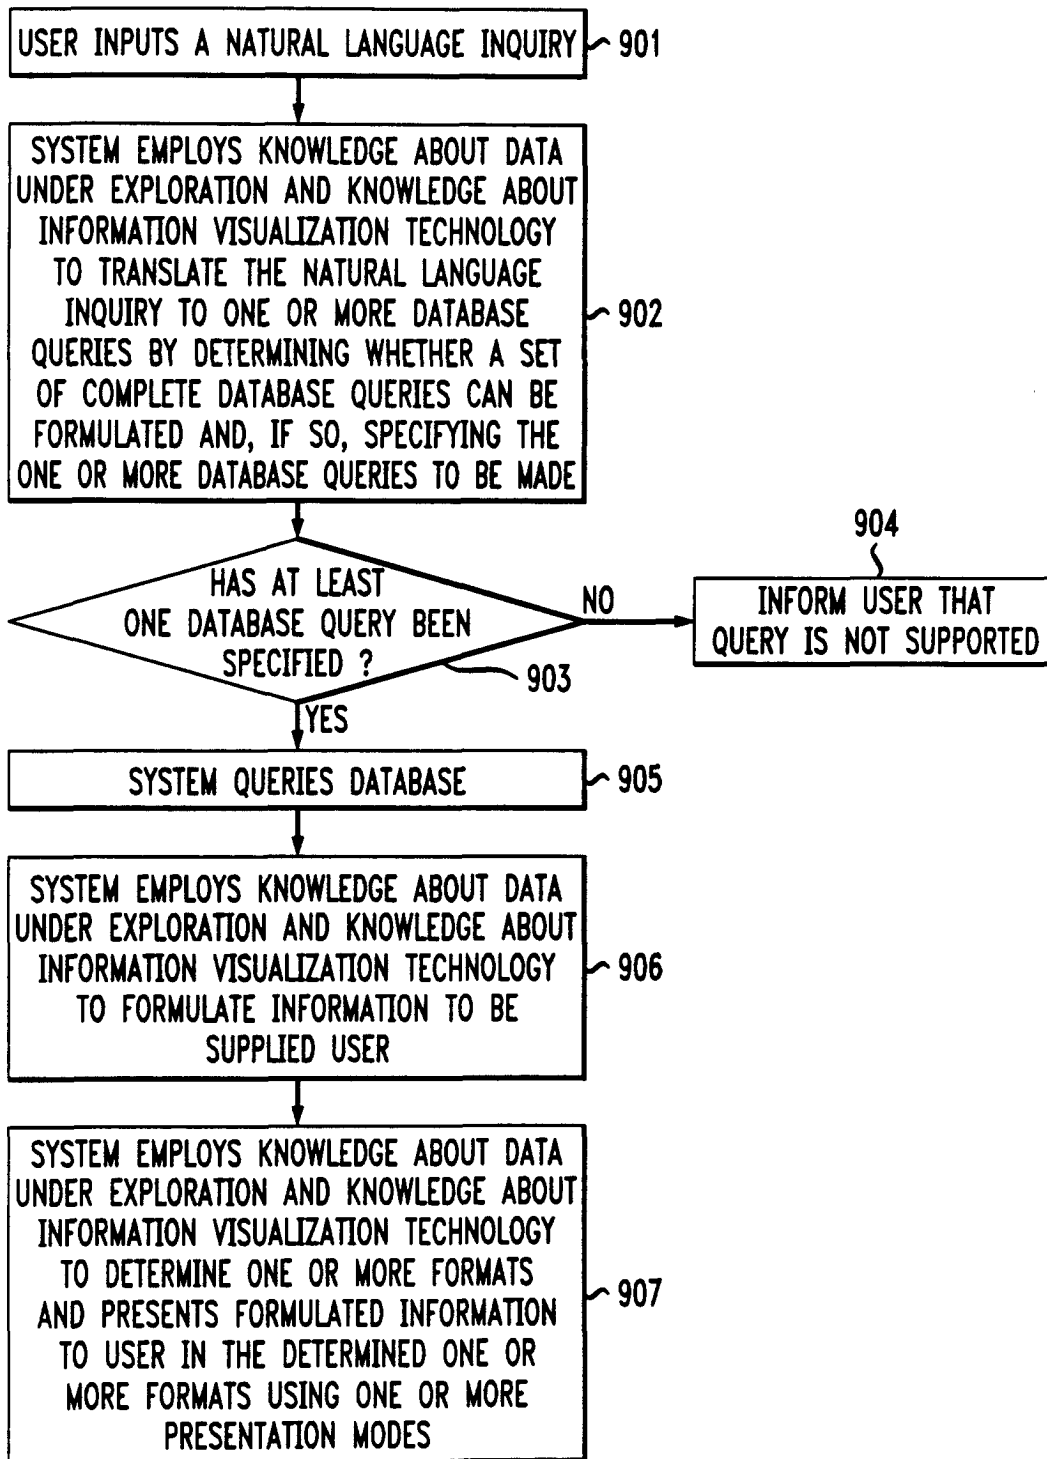 USER INPUTS A NATURAL LANGUAGE INQUIRY 901
SYSTEM EMPLOYS KNOWLEDGE ABOUT DATA
UNDER EXPLORATION AND KNOWLEDGE ABOUT
INFORMATION VISUALIZATION TECHNOLOGY
TO TRANSLATE THE NATURAL LANGUAGE
INQUIRY TO ONE OR MORE DATABASE
QUERIES BY DETERMINING WHETHER A SET
OF COMPLETE DATABASE QUERIES CAN BE
FORMULATED AND, IF SO, SPECIFYING THE
ONE OR MORE DATABASE QUERIES TO BE MADE
902
HAS AT LEAST
ONE DATABASE QUERY BEEN
SPECIFIED ?
903
NO
904
INFORM USER THAT
QUERY IS NOT SUPPORTED
YES
SYSTEM QUERIES DATABASE 905
SYSTEM EMPLOYS KNOWLEDGE ABOUT DATA
UNDER EXPLORATION AND KNOWLEDGE ABOUT
INFORMATION VISUALIZATION TECHNOLOGY
TO FORMULATE INFORMATION TO BE
SUPPLIED USER
906
SYSTEM EMPLOYS KNOWLEDGE ABOUT DATA
UNDER EXPLORATION AND KNOWLEDGE ABOUT
INFORMATION VISUALIZATION TECHNOLOGY
TO DETERMINE ONE OR MORE FORMATS
AND PRESENTS FORMULATED INFORMATION
TO USER IN THE DETERMINED ONE OR
MORE FORMATS USING ONE OR MORE
PRESENTATION MODES
907